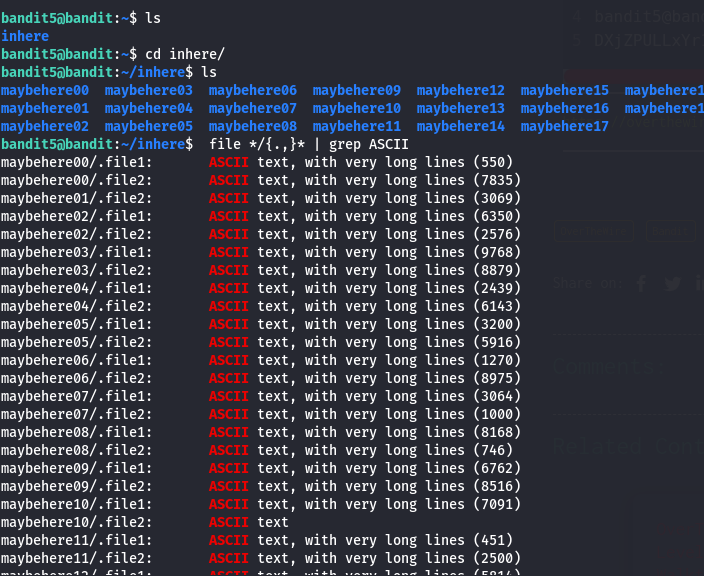 bandit5@bandit:~$ ls
inhere
bandit5@bandit:~$ cd inhere/
bandit5@bandit:~/inhere$ ls
maybehere00  maybehere03  maybehere06  maybehere09  maybehere12  maybehere15  maybehere1
maybehere01  maybehere04  maybehere07  maybehere10  maybehere13  maybehere16  maybehere1
maybehere02  maybehere05  maybehere08  maybehere11  maybehere14  maybehere17
bandit5@bandit:~/inhere$  file */{.,}* | grep ASCII
maybehere00/.file1:       ASCII text, with very long lines (550)
maybehere00/.file2:       ASCII text, with very long lines (7835)
maybehere01/.file2:       ASCII text, with very long lines (3069)
maybehere02/.file1:       ASCII text, with very long lines (6350)
maybehere02/.file2:       ASCII text, with very long lines (2576)
maybehere03/.file1:       ASCII text, with very long lines (9768)
maybehere03/.file2:       ASCII text, with very long lines (8879)
maybehere04/.file1:       ASCII text, with very long lines (2439)
maybehere04/.file2:       ASCII text, with very long lines (6143)
maybehere05/.file1:       ASCII text, with very long lines (3200)
maybehere05/.file2:       ASCII text, with very long lines (5916)
maybehere06/.file1:       ASCII text, with very long lines (1270)
maybehere06/.file2:       ASCII text, with very long lines (8975)
maybehere07/.file1:       ASCII text, with very long lines (3064)
maybehere07/.file2:       ASCII text, with very long lines (1000)
maybehere08/.file1:       ASCII text, with very long lines (8168)
maybehere08/.file2:       ASCII text, with very long lines (746)
maybehere09/.file1:       ASCII text, with very long lines (6762)
maybehere09/.file2:       ASCII text, with very long lines (8516)
maybehere10/.file1:       ASCII text, with very long lines (7091)
maybehere10/.file2:       ASCII text
maybehere11/.file1:       ASCII text, with very long lines (451)
maybehere11/.file2:       ASCII text, with very long lines (2500)
4 bandit5@ban
5
Share on:
Comments
Related Cont